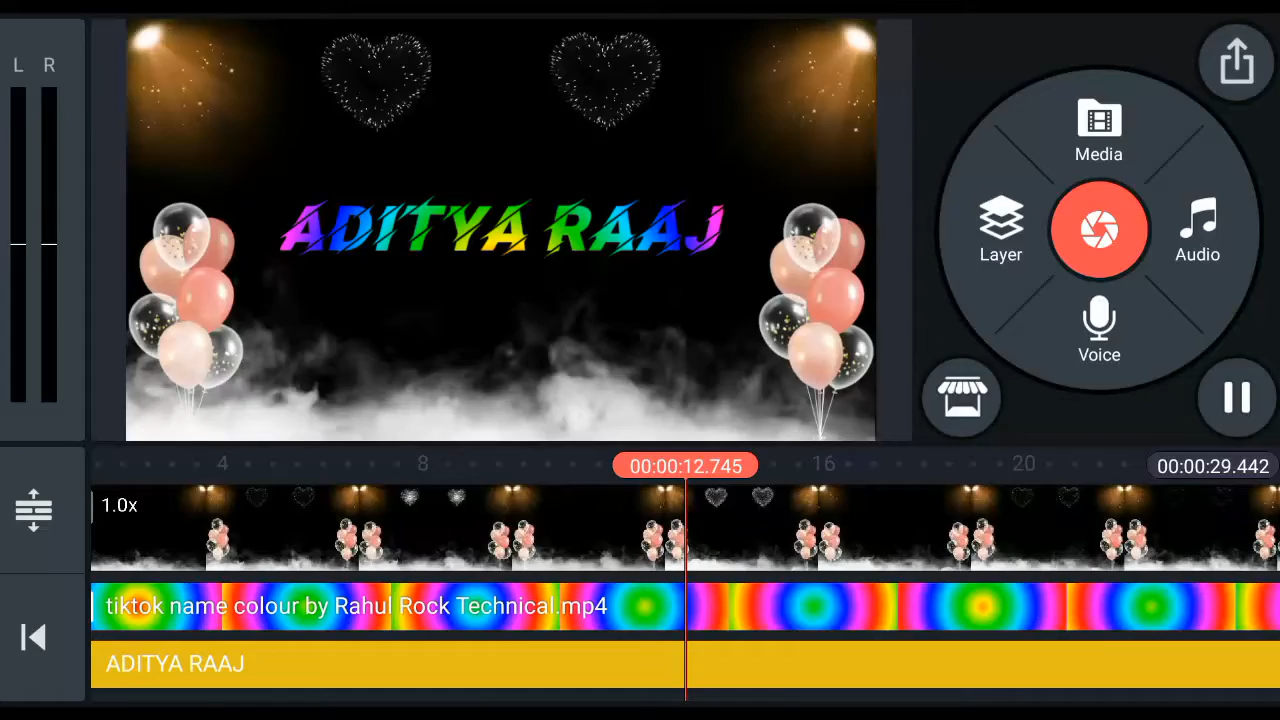 L R
Media
ADITYA RAAJ
Layer
Audio
Voice
4 8 00:00:12.745 16 20 00:00:29.442
1.0x
tiktok name colour by Rahul Rock Technical.mp4
ADITYA RAAJ